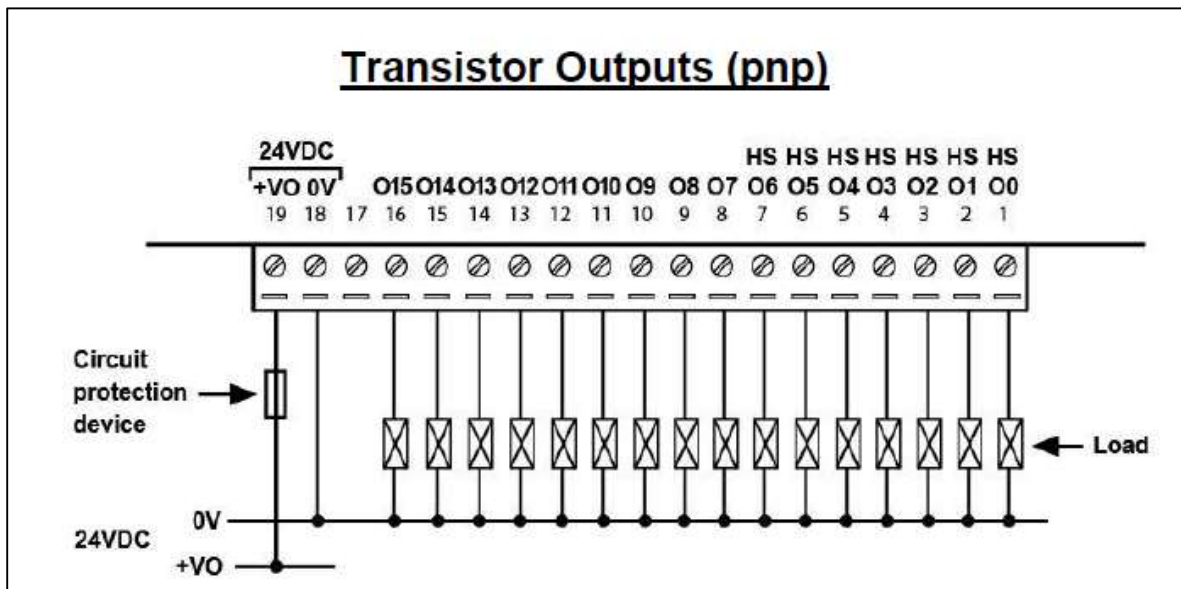 Transistor Outputs (pnp)
24VDC
HS HS HS HS HS HS HS
+VO 0V O15 O14 O13 O12 O11 O10 O9 O8 O7 O6 O5 O4 O3 O2 O1 O0
19 18 17 16 15 14 13 12 11 10 9 8 7 6 5 4 3 2 1
Circuit
protection
device
Load
0V
24VDC
+VO